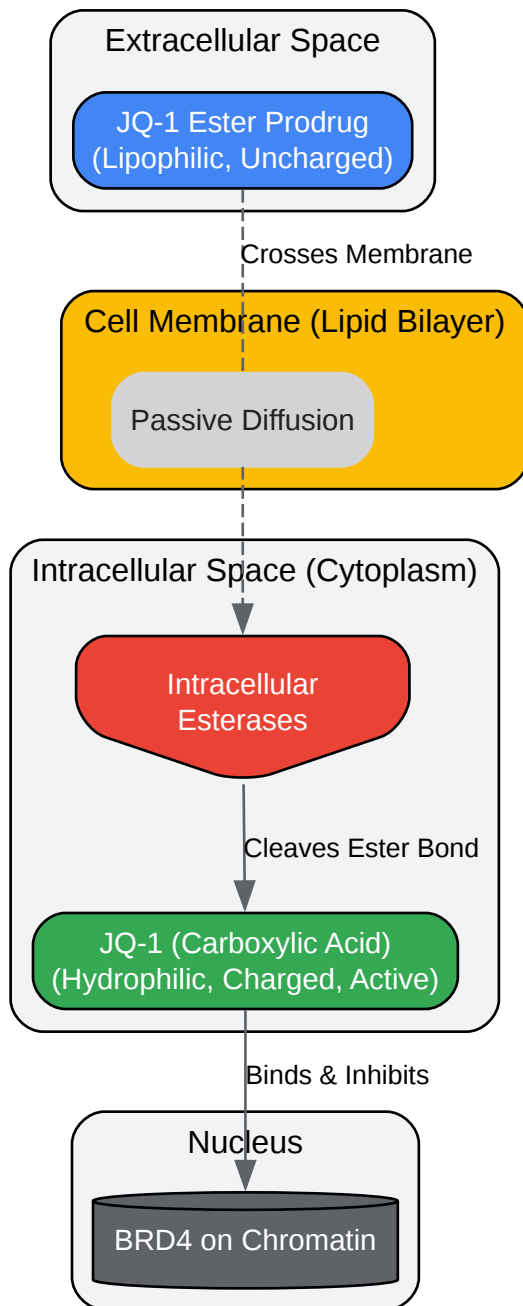 Extracellular Space
JQ-1 Ester Prodrug
(Lipophilic, Uncharged)
Crosses Membrane
Cell Membrane (Lipid Bilayer)
Passive Diffusion
Intracellular Space (Cytoplasm)
Intracellular
Esterases
Cleaves Ester Bond
JQ-1 (Carboxylic Acid)
(Hydrophilic, Charged, Active)
Binds & Inhibits
Nucleus
BRD4 on Chromatin